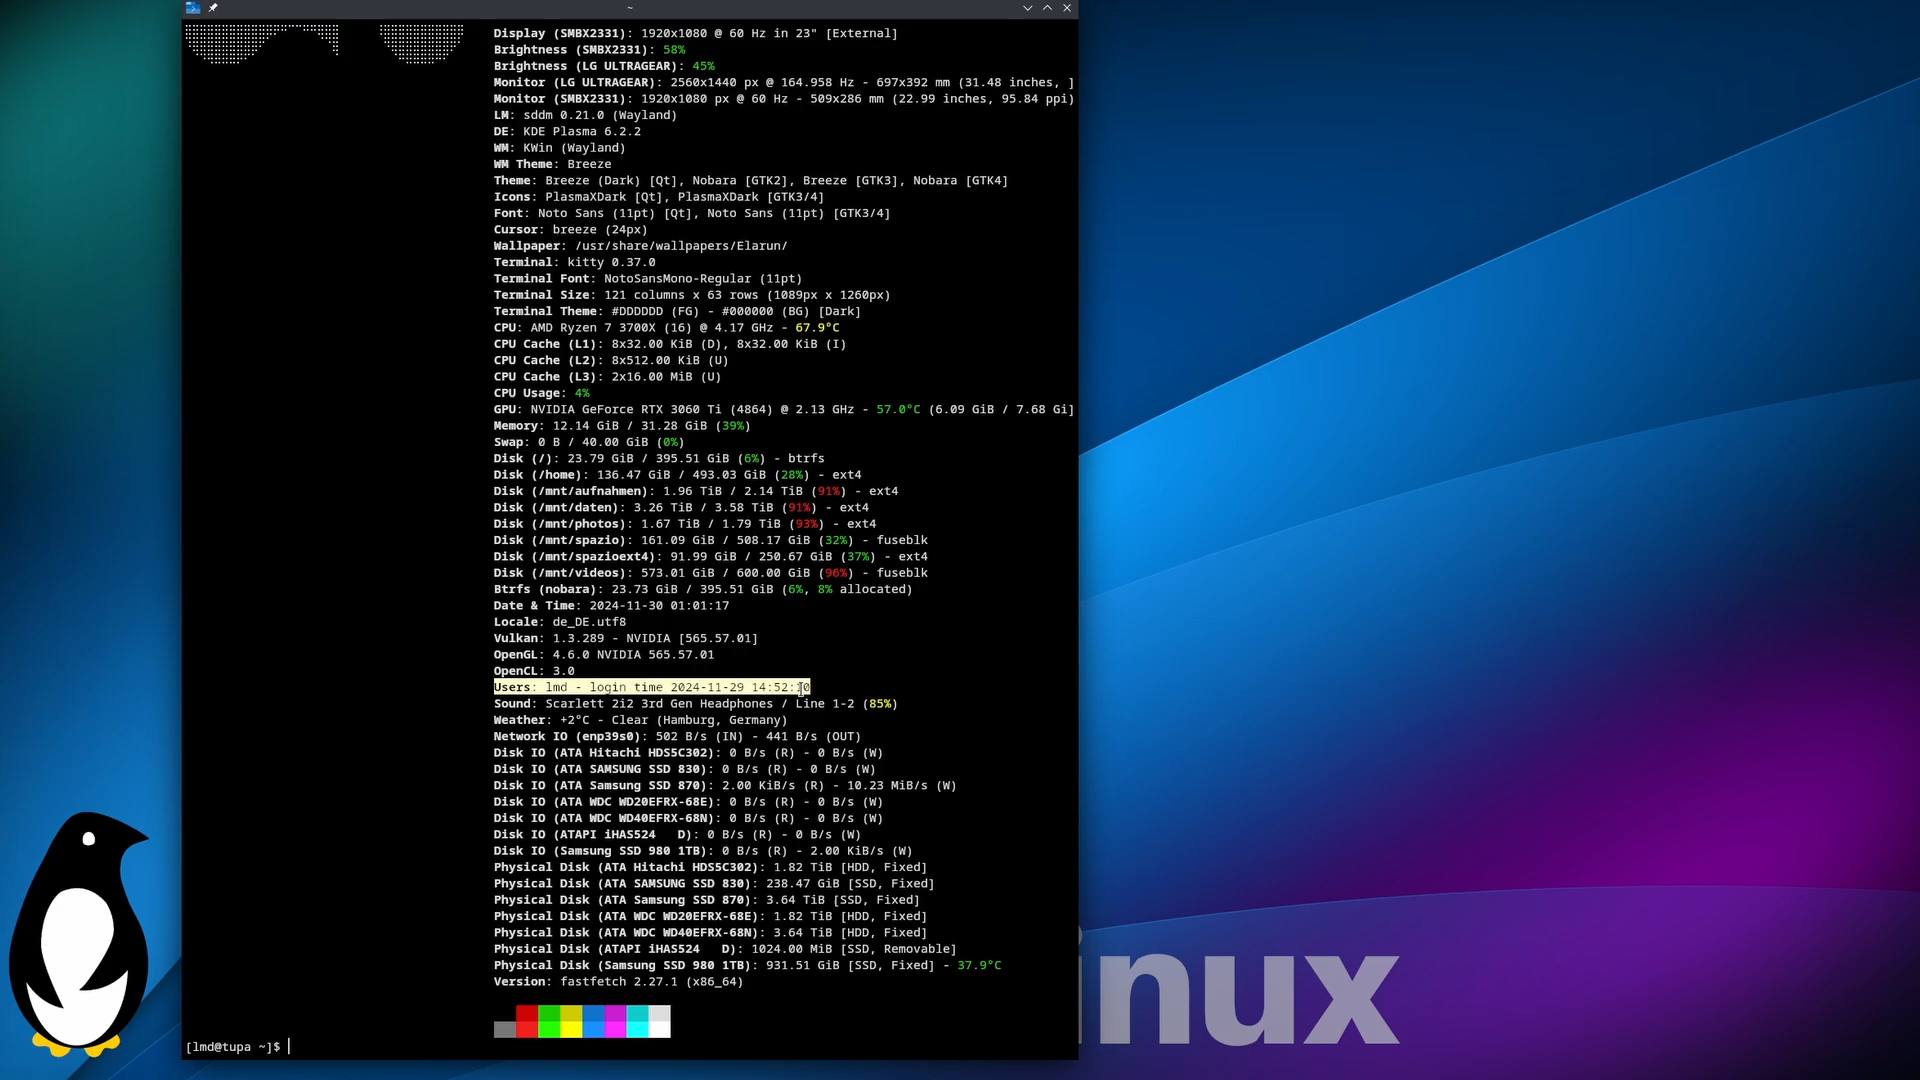 ~
Display (SMBX2331): 1920x1080 @ 60 Hz in 23" [External]
Brightness (SMBX2331): 58%
Brightness (LG ULTRAGEAR): 45%
Monitor (LG ULTRAGEAR): 2560x1440 px @ 164.958 Hz - 697x392 mm (31.48 inches, ]
Monitor (SMBX2331): 1920x1080 px @ 60 Hz - 509x286 mm (22.99 inches, 95.84 ppi)
LM: sddm 0.21.0 (Wayland)
DE: KDE Plasma 6.2.2
WM: KWin (Wayland)
WM Theme: Breeze
Theme: Breeze (Dark) [Qt], Nobara [GTK2], Breeze [GTK3], Nobara [GTK4]
Icons: PlasmaXDark [Qt], PlasmaXDark [GTK3/4]
Font: Noto Sans (11pt) [Qt], Noto Sans (11pt) [GTK3/4]
Cursor: breeze (24px)
Wallpaper: /usr/share/wallpapers/Elarun/
Terminal: kitty 0.37.0
Terminal Font: NotoSansMono-Regular (11pt)
Terminal Size: 121 columns x 63 rows (1089px x 1260px)
Terminal Theme: #DDDDDD (FG) - #000000 (BG) [Dark]
CPU: AMD Ryzen 7 3700X (16) @ 4.17 GHz - 67.9°C
CPU Cache (L1): 8x32.00 KiB (D), 8x32.00 KiB (I)
CPU Cache (L2): 8x512.00 KiB (U)
CPU Cache (L3): 2x16.00 MiB (U)
CPU Usage: 4%
GPU: NVIDIA GeForce RTX 3060 Ti (4864) @ 2.13 GHz - 57.0°C (6.09 GiB / 7.68 Gi]
Memory: 12.14 GiB / 31.28 GiB (39%)
Swap: 0 B / 40.00 GiB (0%)
Disk (/): 23.79 GiB / 395.51 GiB (6%) - btrfs
Disk (/home): 136.47 GiB / 493.03 GiB (28%) - ext4
Disk (/mnt/aufnahmen): 1.96 TiB / 2.14 TiB (91%) - ext4
Disk (/mnt/daten): 3.26 TiB / 3.58 TiB (91%) - ext4
Disk (/mnt/photos): 1.67 TiB / 1.79 TiB (93%) - ext4
Disk (/mnt/spazio): 161.09 GiB / 508.17 GiB (32%) - fuseblk
Disk (/mnt/spazioext4): 91.99 GiB / 250.67 GiB (37%) - ext4
Disk (/mnt/videos): 573.01 GiB / 600.00 GiB (96%) - fuseblk
Btrfs (nobara): 23.73 GiB / 395.51 GiB (6%, 8% allocated)
Date & Time: 2024-11-30 01:01:17
Locale: de_DE.utf8
Vulkan: 1.3.289 - NVIDIA [565.57.01]
OpenGL: 4.6.0 NVIDIA 565.57.01
OpenCL: 3.0
Users: lmd - login time 2024-11-29
Sound: Scarlett 2i2 3rd Gen Headphones / Line 1-2 (85%)
Weather: +2°C - Clear (Hamburg, Germany)
Network IO (enp39s0): 502 B/s (IN) - 441 B/s (OUT)
Disk IO (ATA Hitachi HDS5C302): 0 B/s (R) - 0 B/s (W)
Disk IO (ATA SAMSUNG SSD 830): 0 B/s (R) - 0 B/s (W)
Disk IO (ATA Samsung SSD 870): 2.00 KiB/s (R) - 10.23 MiB/s (W)
Disk IO (ATA WDC WD20EFRX-68E): 0 B/s (R) - 0 B/s (W)
Disk IO (ATA WDC WD40EFRX-68N): 0 B/s (R) - 0 B/s (W)
Disk IO (ATAPI iHAS524   D): 0 B/s (R) - 0 B/s (W)
Disk IO (Samsung SSD 980 1TB): 0 B/s (R) - 2.00 KiB/s (W)
Physical Disk (ATA Hitachi HDS5C302): 1.82 TiB [HDD, Fixed]
Physical Disk (ATA SAMSUNG SSD 830): 238.47 GiB [SSD, Fixed]
Physical Disk (ATA Samsung SSD 870): 3.64 TiB [SSD, Fixed]
Physical Disk (ATA WDC WD20EFRX-68E): 1.82 TiB [HDD, Fixed]
Physical Disk (ATA WDC WD40EFRX-68N): 3.64 TiB [HDD, Fixed]
Physical Disk (ATAPI iHAS524   D): 1024.00 MiB [SSD, Removable]
Physical Disk (Samsung SSD 980 1TB): 931.51 GiB [SSD, Fixed] - 37.9°C
Version: fastfetch 2.27.1 (x86_64)
[lmd@tupa ~]$
inux